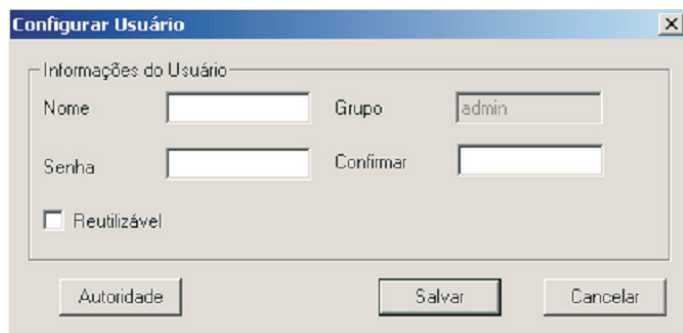 Configurar Usuário
Informações do Usuário
Nome
Grupo
admin
Senha
Confirmar
Reutilizável
Autoridade
Salvar
Cancelar